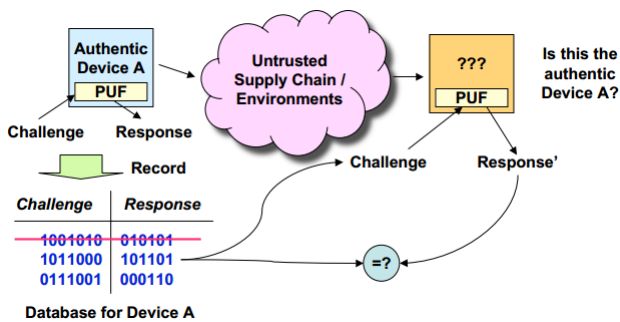 Authentic
Device A
PUF
Challenge
Response
Untrusted
Supply Chain /
Environments
???
PUF
Is this the
authentic
Device A?
Challenge
Response'
Record
Challenge Response
1001010 010101
1011000 101101
0111001 000110
=?
Database for Device A